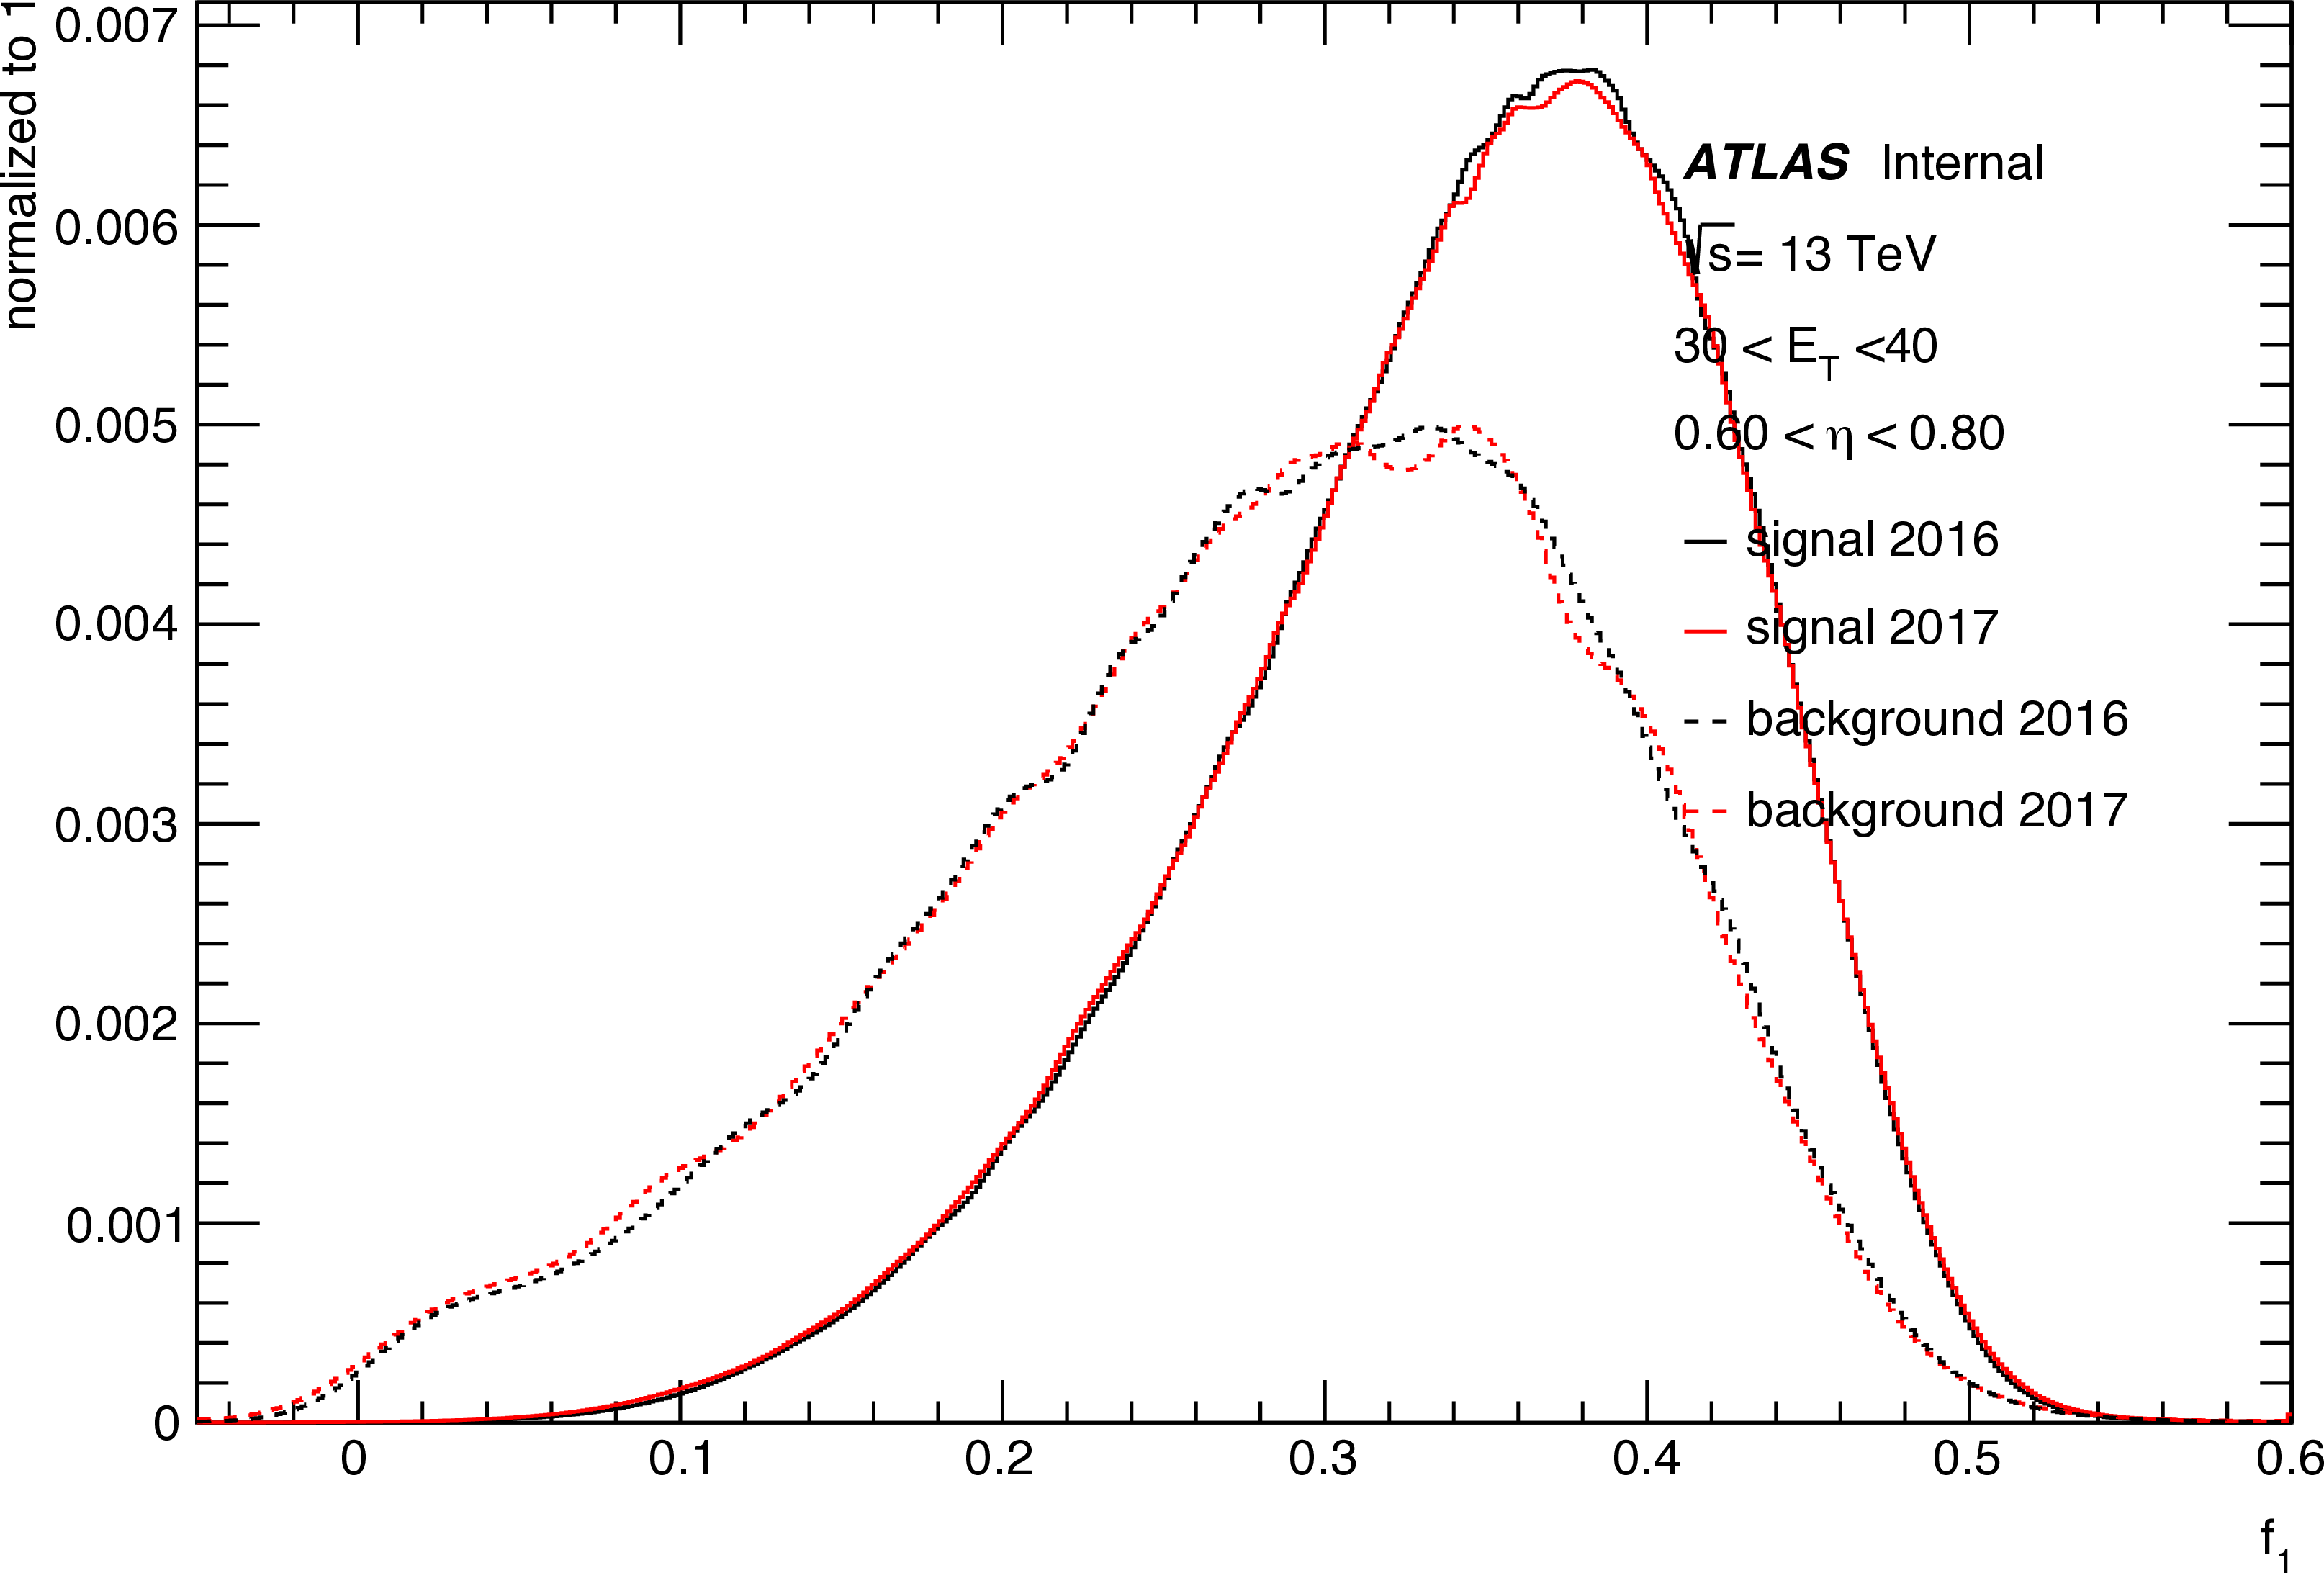 normalized to 1
0.007
0.006
0.005
0.004
0.003
0.002
0.001
0
ATLAS Internal
√s= 13 TeV
30 < E_T <40
0.60 < η < 0.80
signal 2016
signal 2017
background 2016
background 2017
0 0.1 0.2 0.3 0.4 0.5 0.6
f_1